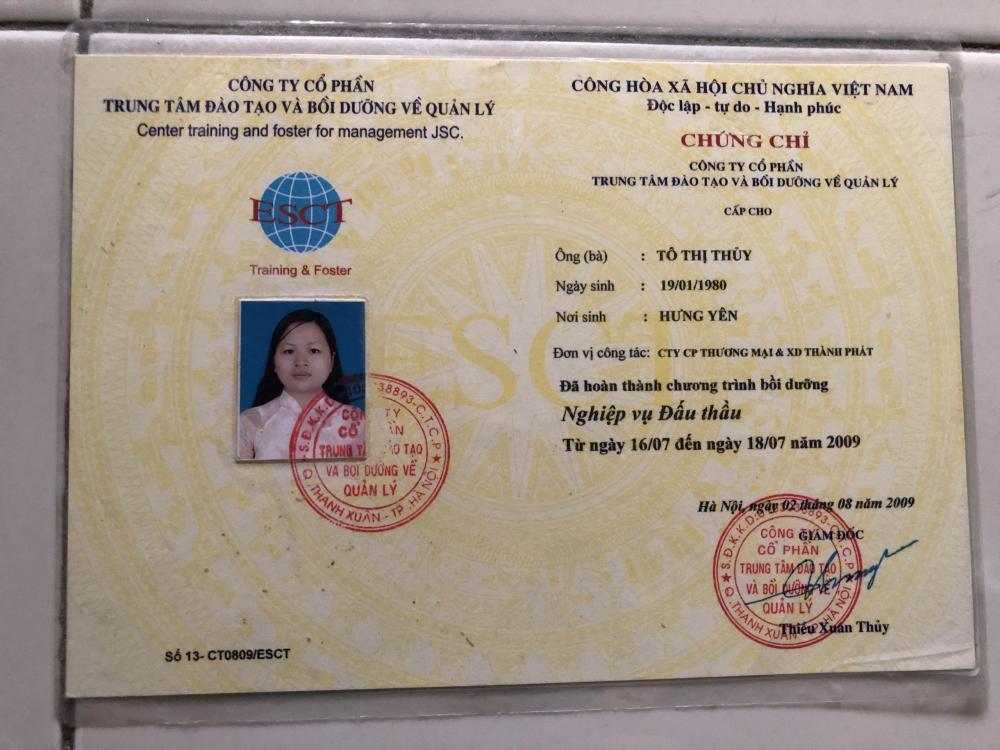 CÔNG TY CỔ PHẦN
TRUNG TÂM ĐÀO TẠO VÀ BỒI DƯỠNG VỀ QUẢN LÝ
Center training and foster for management JSC.
ESCT
Training & Foster
S.Đ.K.K.D 38893-C.T.C.P
CÔNG TY
CỔ PHẦN
TRUNG TÂM ĐÀO TẠO
VÀ BỒI DƯỠNG VỀ
QUẢN LÝ
Q.THANH XUÂN - TP.HÀ NỘI
Số 13- CT0809/ESCT
CỘNG HÒA XÃ HỘI CHỦ NGHĨA VIỆT NAM
Độc lập - tự do - Hạnh phúc
CHỨNG CHỈ
CÔNG TY CỔ PHẦN
TRUNG TÂM ĐÀO TẠO VÀ BỒI DƯỠNG VỀ QUẢN LÝ
CẤP CHO
Ông (bà) : TÔ THỊ THỦY
Ngày sinh : 19/01/1980
Nơi sinh : HƯNG YÊN
Đơn vị công tác: CTY CP THƯƠNG MẠI & XD THÀNH PHÁT
Đã hoàn thành chương trình bồi dưỡng
Nghiệp vụ Đấu thầu
Từ ngày 16/07 đến ngày 18/07 năm 2009
ESCT
Hà Nội, ngày 02 tháng 08 năm 2009
GIÁM ĐỐC
CÔNG TY
CỔ PHẦN
TRUNG TÂM ĐÀO TẠO
VÀ BỒI DƯỠNG VỀ
QUẢN LÝ
Q.THANH XUÂN - TP.HÀ NỘI
Thiều Xuân Thủy